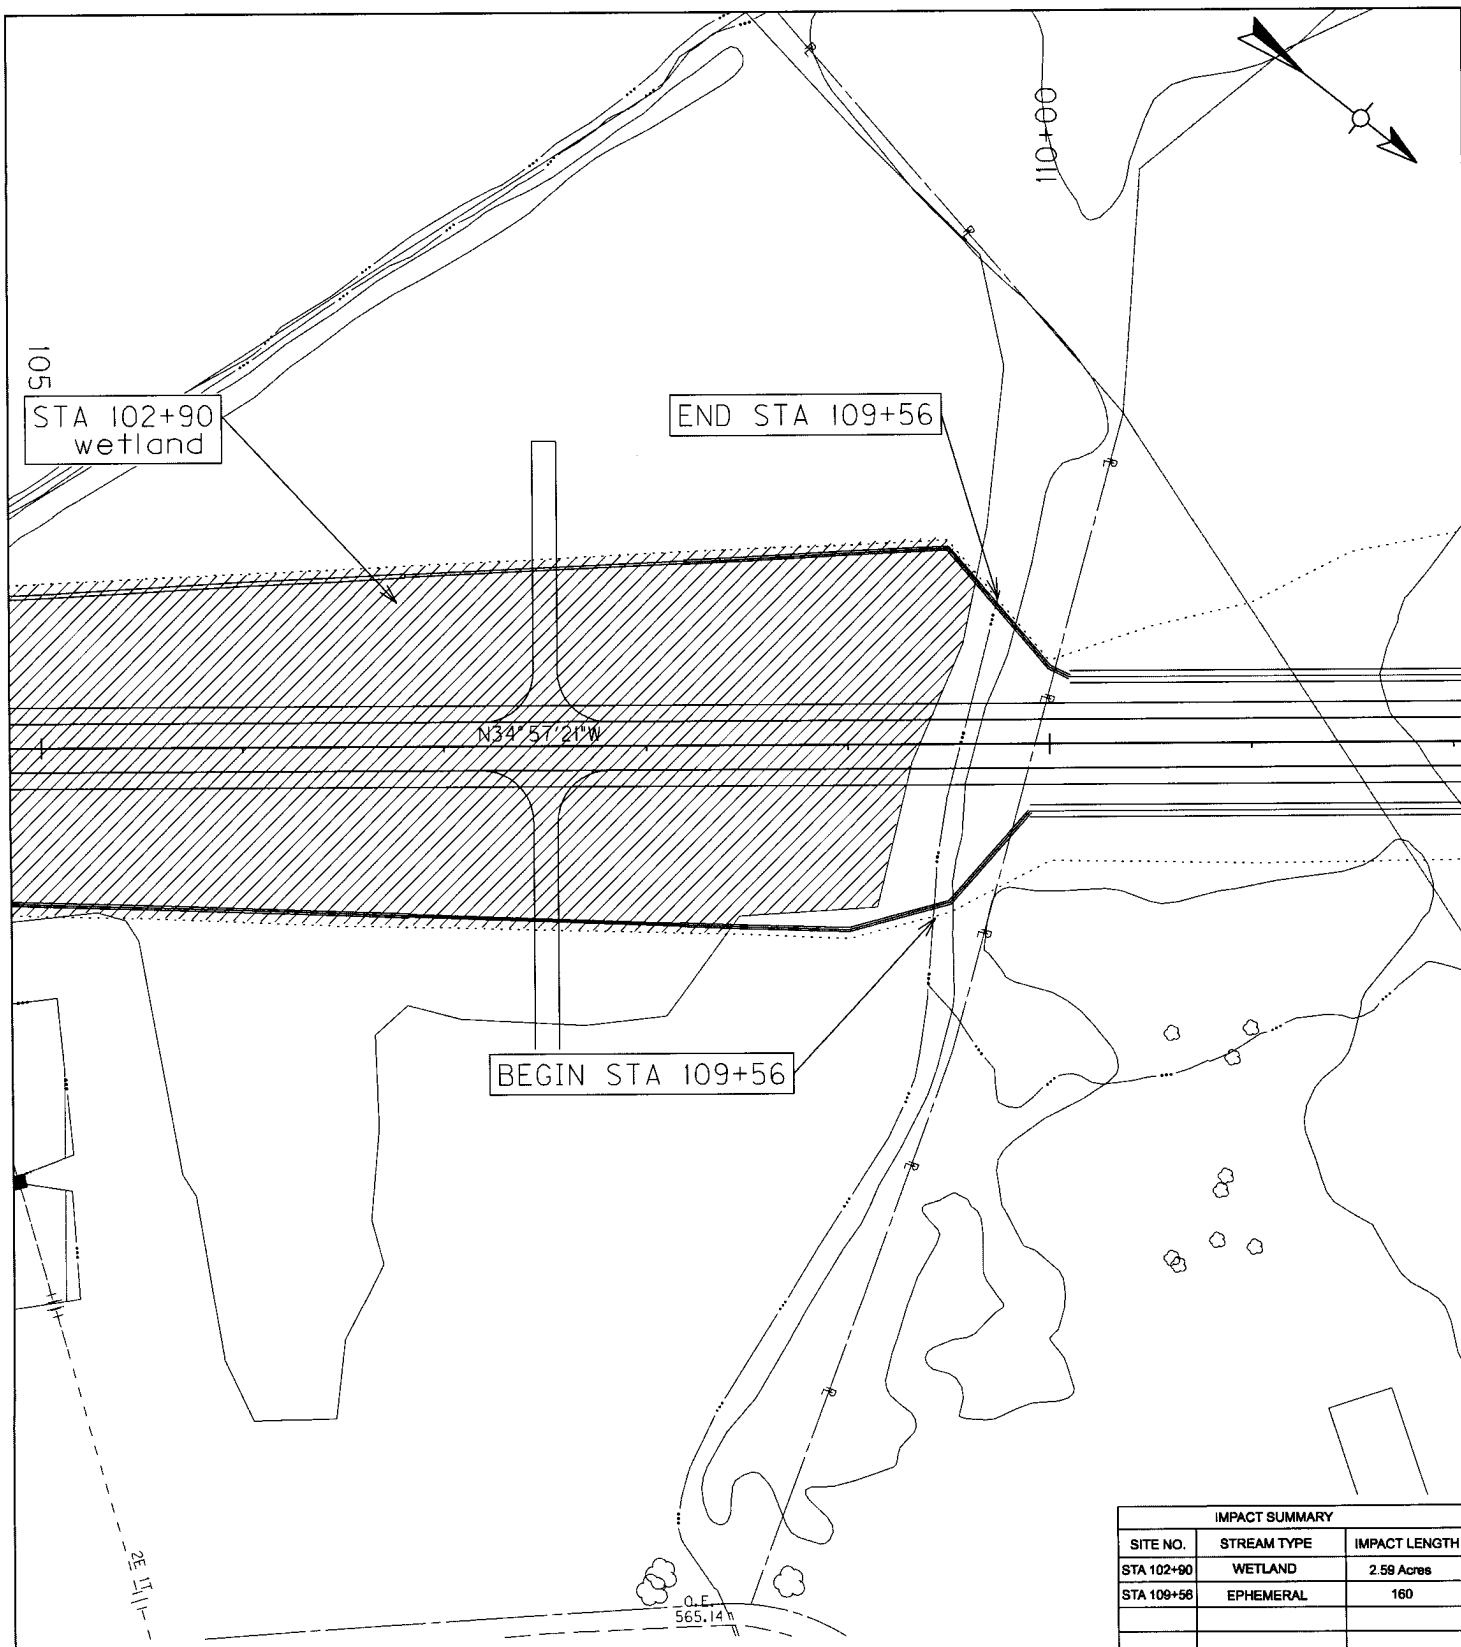 110+00
105
STA 102+90
wetland
END STA 109+56
N34°57'21"W
BEGIN STA 109+56
2E 1T
O.E.
565.14
IMPACT SUMMARY
SITE NO. STREAM TYPE IMPACT LENGTH
STA 102+90 WETLAND 2.59 Acres
STA 109+56 EPHEMERAL 160